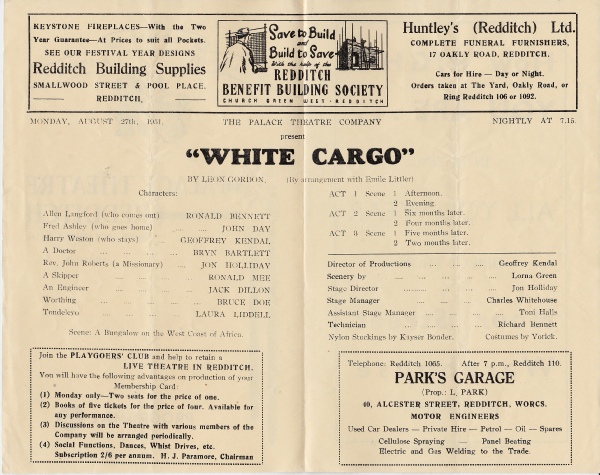 KEYSTONE FIREPLACES—With the Two
Year Guarantee—At Prices to suit all Pockets.
SEE OUR FESTIVAL YEAR DESIGNS
Redditch Building Supplies
SMALLWOOD STREET & POOL PLACE,
REDDITCH,
Save to Build
and
Build to Save
With the help of the
REDDITCH
BENEFIT BUILDING SOCIETY
CHURCH GREEN WEST · REDDITCH
Huntley's (Redditch) Ltd.
COMPLETE FUNERAL FURNISHERS,
17 OAKLY ROAD, REDDITCH.
Cars for Hire — Day or Night.
Orders taken at The Yard, Oakly Road, or
Ring Redditch 106 or 1092.
MONDAY, AUGUST 27th, 1951. THE PALACE THEATRE COMPANY NIGHTLY AT 7.15.
present
"WHITE CARGO"
BY LEON GORDON. (By arrangement with Emile Littler)
Characters:
Allen Langford (who comes out) RONALD BENNETT
Fred Ashley (who goes home) ... ...... JOHN DAY
Harry Weston (who stays) GEOFFREY KENDAL
A Doctor ... ... ... BRYN BARTLETT
Rev. John Roberts (a Missionary) ... JON HOLLIDAY
A Skipper ... ... ... RONALD MEE
An Engineer ... ... ... JACK DILLON
Worthing ... ... ... BRUCE DOE
Tondeleyo ... ... ... LAURA LIDDELL
Scene: A Bungalow on the West Coast of Africa.
ACT 1 Scene 1 Afternoon.
2 Evening.
ACT 2 Scene 1 Six months later.
2 Four months later.
ACT 3 Scene 1 Five months later.
2 Two months later.
Director of Productions ... ... ... Geoffrey Kendal
Scenery by ... ... ... ... Lorna Green
Stage Director ... ... ... ... Jon Holliday
Stage Manager ... ... ... Charles Whitehouse
Assistant Stage Manager ... ... Toni Halls
Technician ... ... ... ... Richard Bennett
Nylon Stockings by Kayser Bonder. Costumes by Yorick.
Join the PLAYGOERS' CLUB and help to retain a
LIVE THEATRE IN REDDITCH.
You will have the following advantages on production of your
Membership Card:
(1) Monday only—Two seats for the price of one.
(2) Books of five tickets for the price of four. Available for
any performance.
(3) Discussions on the Theatre with various members of the
Company will be arranged periodically.
(4) Social Functions, Dances, Whist Drives, etc.
Subscription 2/6 per annum. H. J. Paramore, Chairman
Telephone: Redditch 1065. After 7 p.m., Redditch 110.
PARK'S GARAGE
(Prop.: L. PARK)
40, ALCESTER STREET, REDDITCH, WORCS.
MOTOR ENGINEERS
Used Car Dealers — Private Hire — Petrol — Oil — Spares
Cellulose Spraying — Panel Beating
Electric and Gas Welding to the Trade.